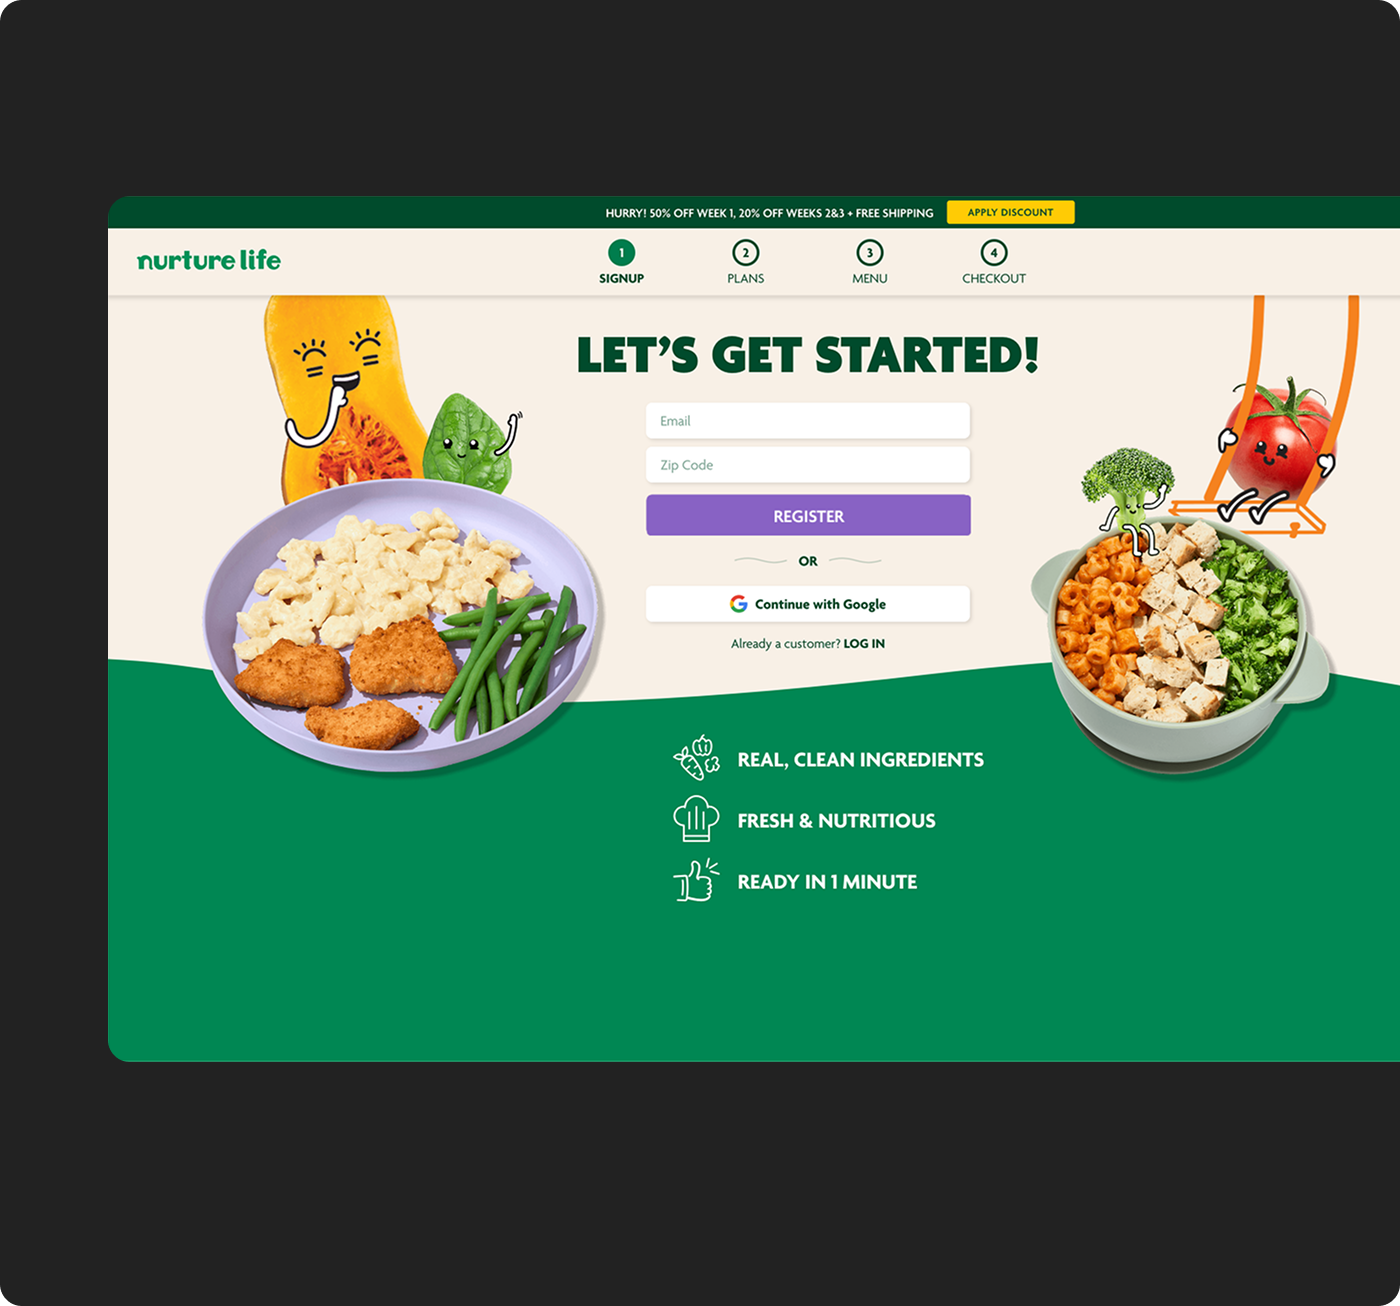 HURRY! 50% OFF WEEK 1, 20% OFF WEEKS 2&3 + FREE SHIPPING
APPLY DISCOUNT
nurture life
1
SIGNUP
2
PLANS
3
MENU
4
CHECKOUT
LET'S GET STARTED!
Email
Zip Code
REGISTER
OR
Continue with Google
Already a customer? LOG IN
REAL, CLEAN INGREDIENTS
FRESH & NUTRITIOUS
READY IN 1 MINUTE